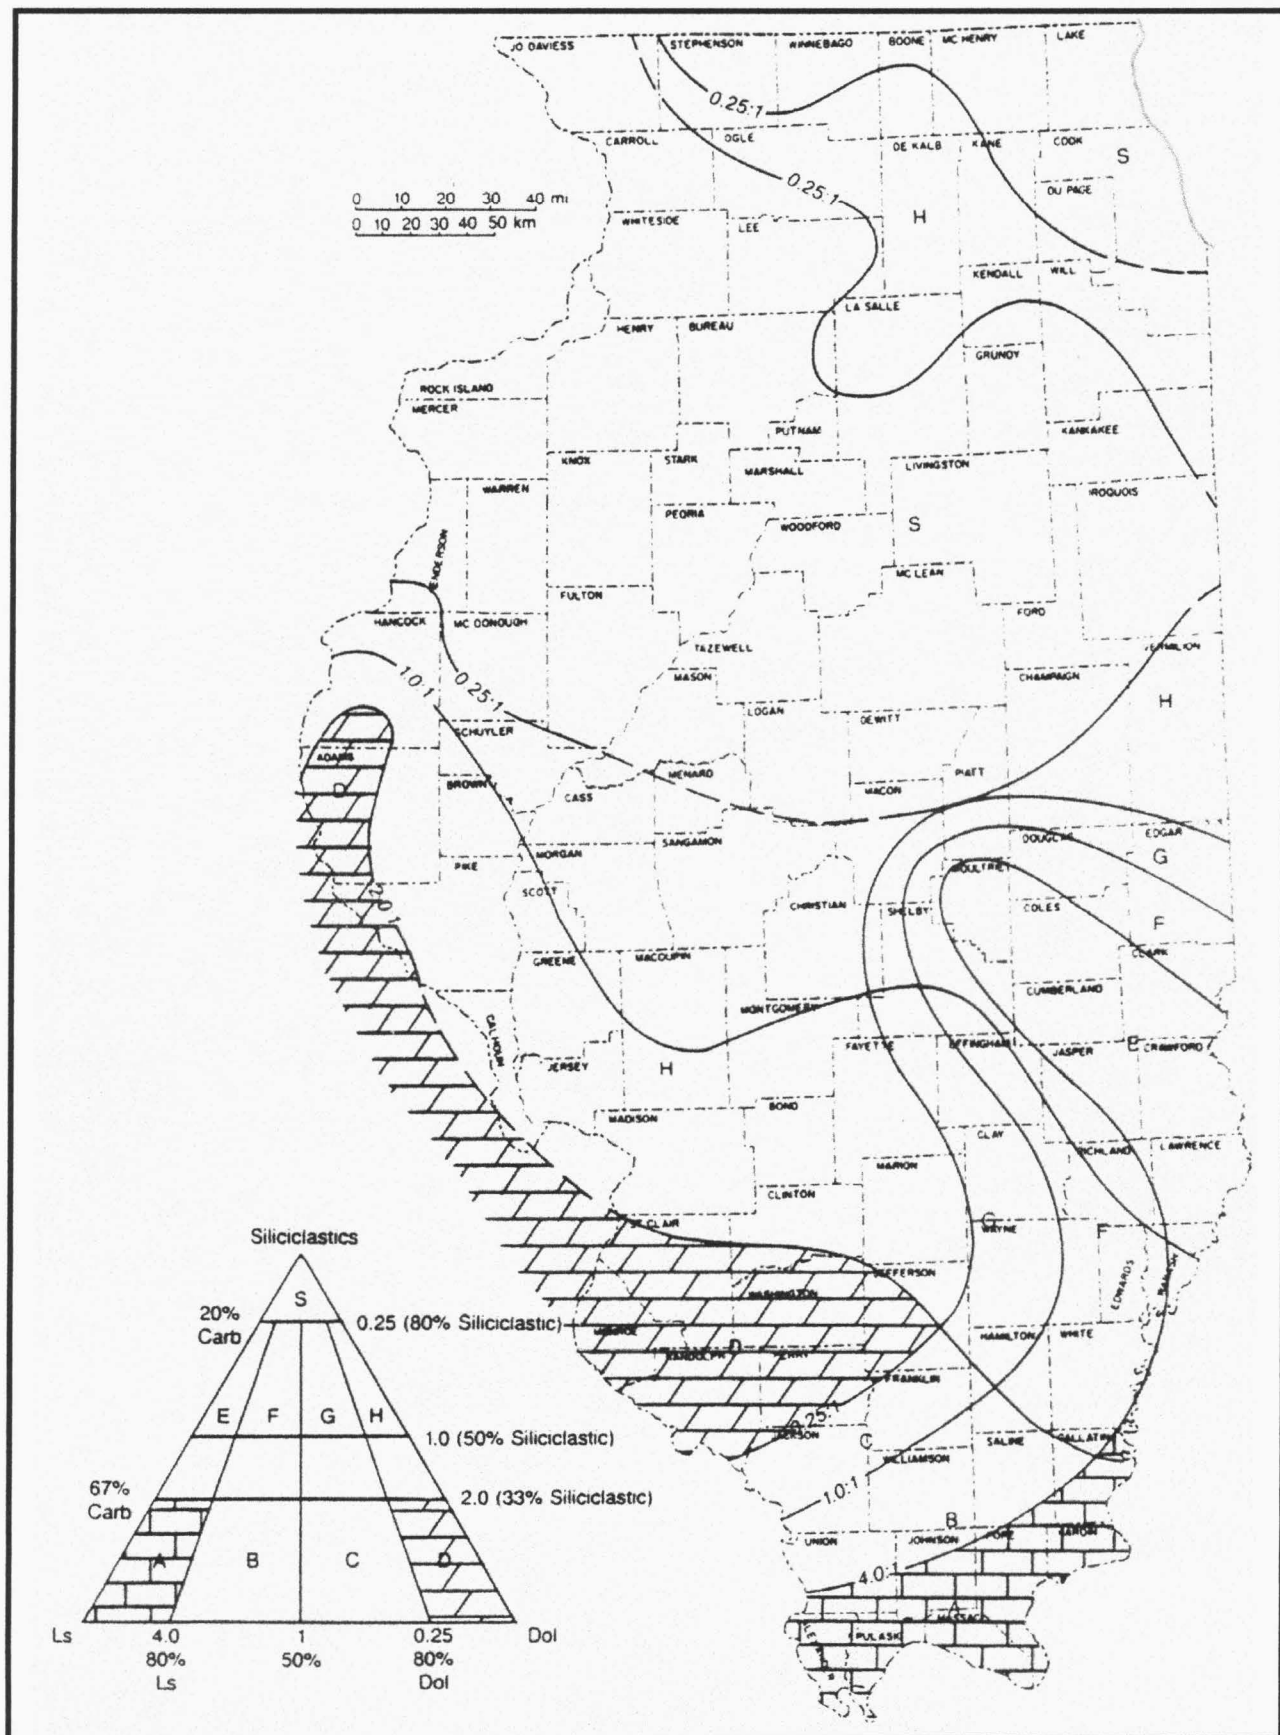 JO DAVIESS STEPHENSON WINNEBAGO BOONE MC HENRY LAKE
0.25:1
CARROLL OGLE DE KALB KANE COOK
S
0.25:1 DU PAGE
0 10 20 30 40 mi
0 10 20 30 40 50 km
WHITESIDE LEE H
KENDALL WILL
LA SALLE
HENRY BUREAU
GRUNDY
ROCK ISLAND
MERCER
PUTNAM KANKAKEE
KNOX STARK MARSHALL LIVINGSTON
WARREN IROQUOIS
PEORIA WOODFORD S
HENDERSON
MC LEAN
FULTON FORD
HANCOCK MC DONOUGH
TAZEWELL VERMILION
1.0:1 0.25:1 MASON CHAMPAIGN
LOGAN DEWITT H
SCHUYLER
ADAMS MENARD PIATT
D BROWN CASS MACON
SANGAMON DOUGLAS EDGAR
PIKE MORGAN MOULTRIE G
SCOTT CHRISTIAN SHELBY COLES
F
GREENE MACOUPIN CLARK
CUMBERLAND
MONTGOMERY
CALHOUN FAYETTE EFFINGHAM JASPER E CRAWFORD
JERSEY H
MADISON BOND
CLAY
RICHLAND LAWRENCE
MARION
CLINTON
ST CLAIR G WAYNE F
JEFFERSON EDWARDS WABASH
WASHINGTON
MONROE HAMILTON WHITE
RANDOLPH D PERRY
FRANKLIN
0.25:1
JACKSON C SALINE GALLATIN
WILLIAMSON
1.0:1
B
UNION JOHNSON POPE HARDIN
4.0:
A
MASSAC
PULASKI
Siliciclastics
S
20%
Carb
0.25 (80% Siliciclastic)
E F G H
1.0 (50% Siliciclastic)
67%
Carb
2.0 (33% Siliciclastic)
A B C D
Ls 4.0 1 0.25 Dol
80% 50% 80%
Ls Dol